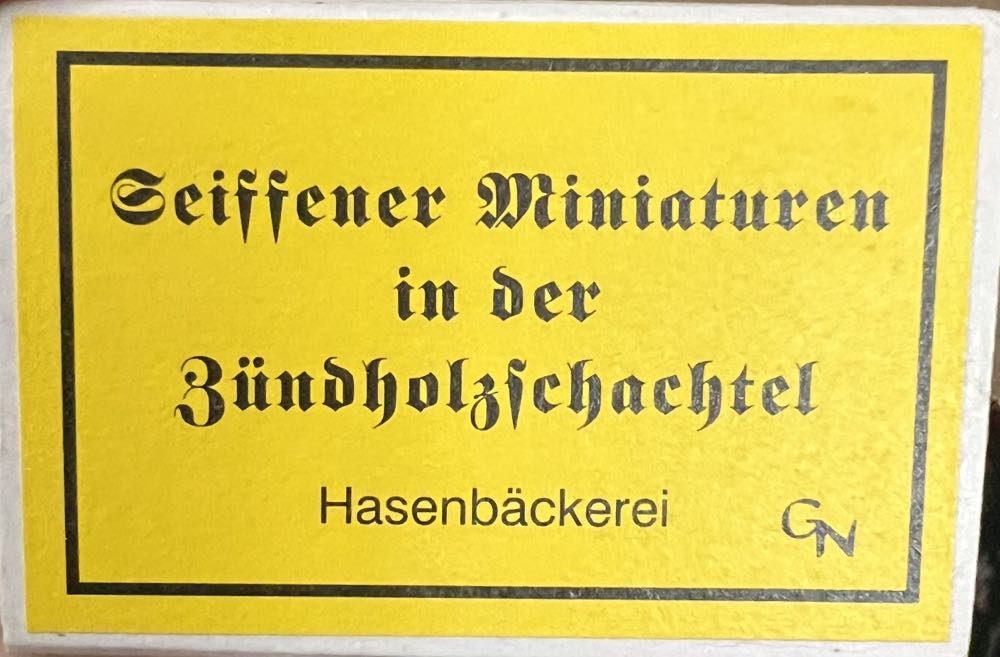 Seiffener Miniaturen
in der
Zündholzſchachtel
Hasenbäckerei
GN